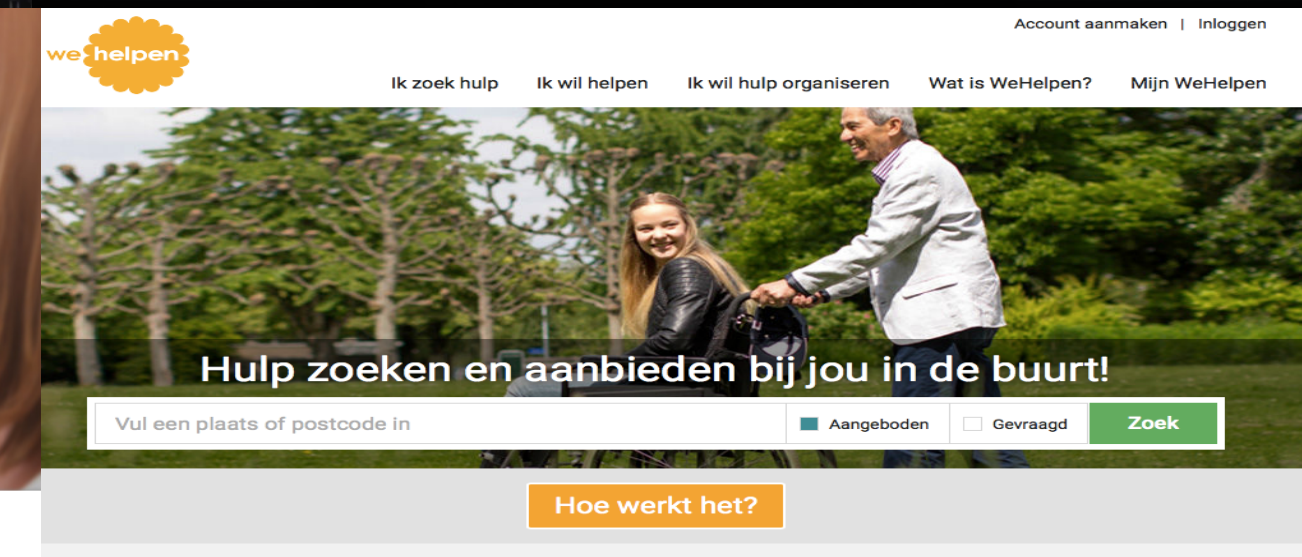 Account aanmaken | Inloggen
we helpen
Ik zoek hulp Ik wil helpen Ik wil hulp organiseren Wat is WeHelpen? Mijn WeHelpen
Hulp zoeken en aanbieden bij jou in de buurt!
Vul een plaats of postcode in Aangeboden Gevraagd Zoek
Hoe werkt het?